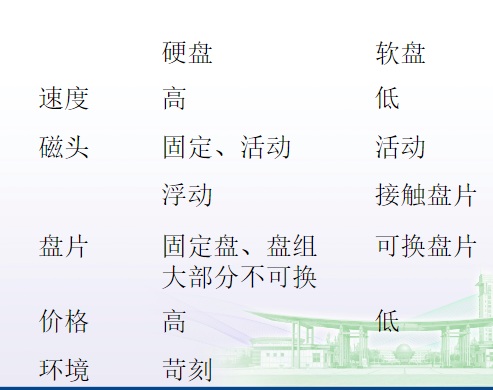 硬盘 软盘
速度 高 低
磁头 固定、活动 活动
浮动 接触盘片
盘片 固定盘、盘组 可换盘片
大部分不可换
价格 高 低
环境 苛刻